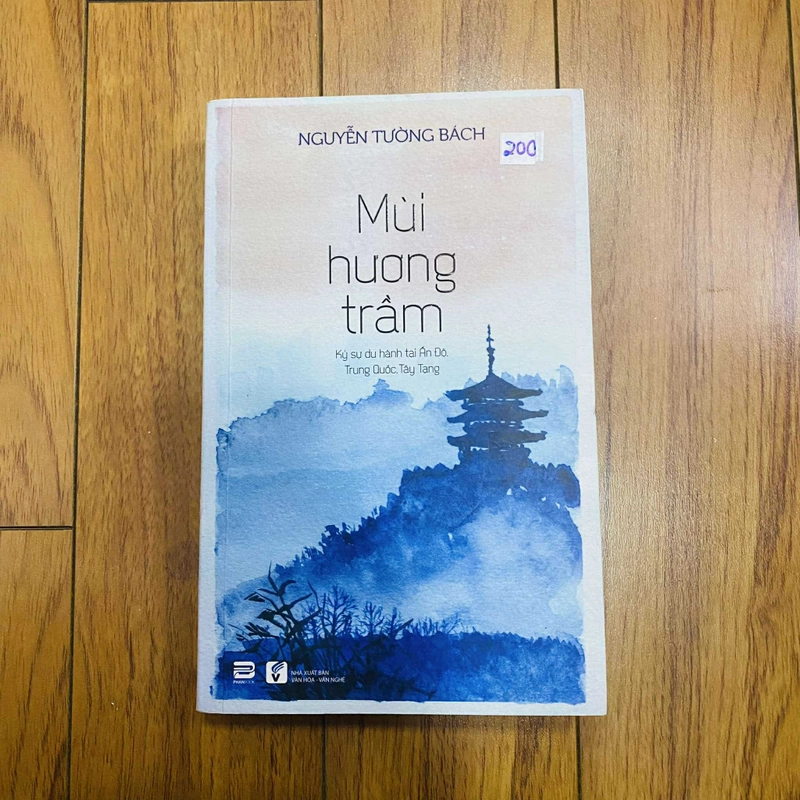 NGUYỄN TƯỜNG BÁCH
200
Mùi
hương
trầm
Ký sự du hành tại Ấn Độ,
Trung Quốc, Tây Tạng
PHANBOOK
NHÀ XUẤT BẢN
VĂN HÓA - VĂN NGHỆ